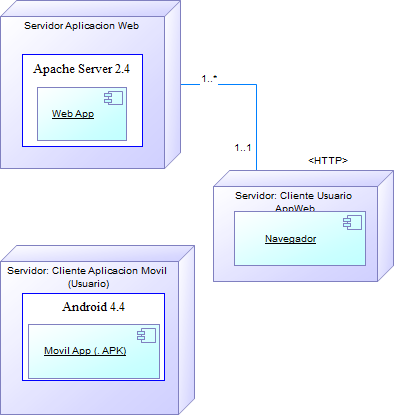 Servidor Aplicacion Web
Apache Server 2.4
Web App
1..*
1..1
<HTTP>
Servidor: Cliente Usuario
AppWeb
Navegador
Servidor: Cliente Aplicacion Movil
(Usuario)
Android 4.4
Movil App (. APK)